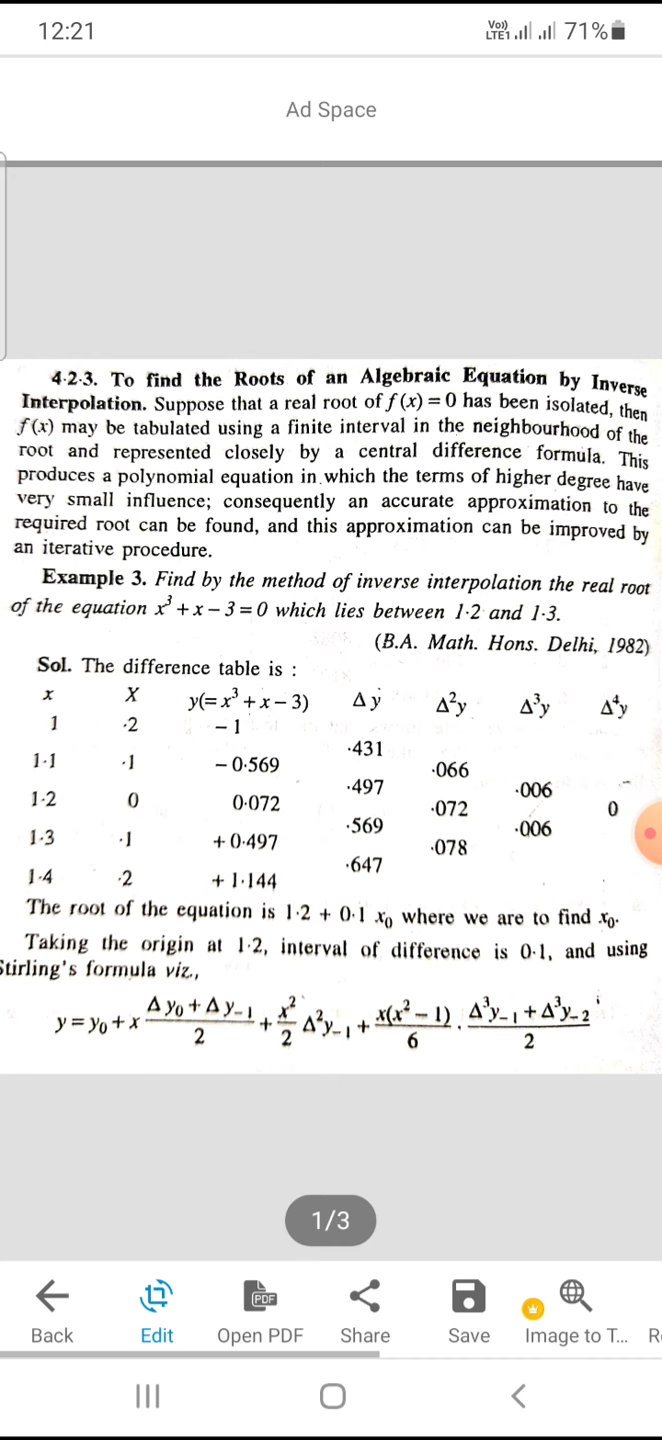 12:21
Vo)) LTE1 71%
Ad Space
4·2·3. To find the Roots of an Algebraic Equation by Inverse
Interpolation. Suppose that a real root of f (x) = 0 has been isolated, then
f (x) may be tabulated using a finite interval in the neighbourhood of the
root and represented closely by a central difference formula. This
produces a polynomial equation in which the terms of higher degree have
very small influence; consequently an accurate approximation to the
required root can be found, and this approximation can be improved by
an iterative procedure.
Example 3. Find by the method of inverse interpolation the real root
of the equation x³ + x − 3 = 0 which lies between 1·2 and 1·3.
(B.A. Math. Hons. Delhi, 1982)
Sol. The difference table is :
x X y(= x³ + x − 3) Δ y Δ²y Δ³y Δ⁴y
1 ·2 − 1
·431
1·1 ·1 − 0·569 ·066
·497 ·006
1·2 0 0·072 ·072 0
·569 ·006
1·3 ·1 + 0·497 ·078
·647
1·4 ·2 + 1·144
The root of the equation is 1·2 + 0·1 x₀ where we are to find x₀.
Taking the origin at 1·2, interval of difference is 0·1, and using
Stirling's formula viz.,
y = y₀ + x (Δ y₀ + Δ y₋₁)/2 + x²/2 Δ²y₋₁ + x(x² − 1)/6 · (Δ³y₋₁ + Δ³y₋₂)/2
1/3
PDF
Back Edit Open PDF Share Save Image to T... R